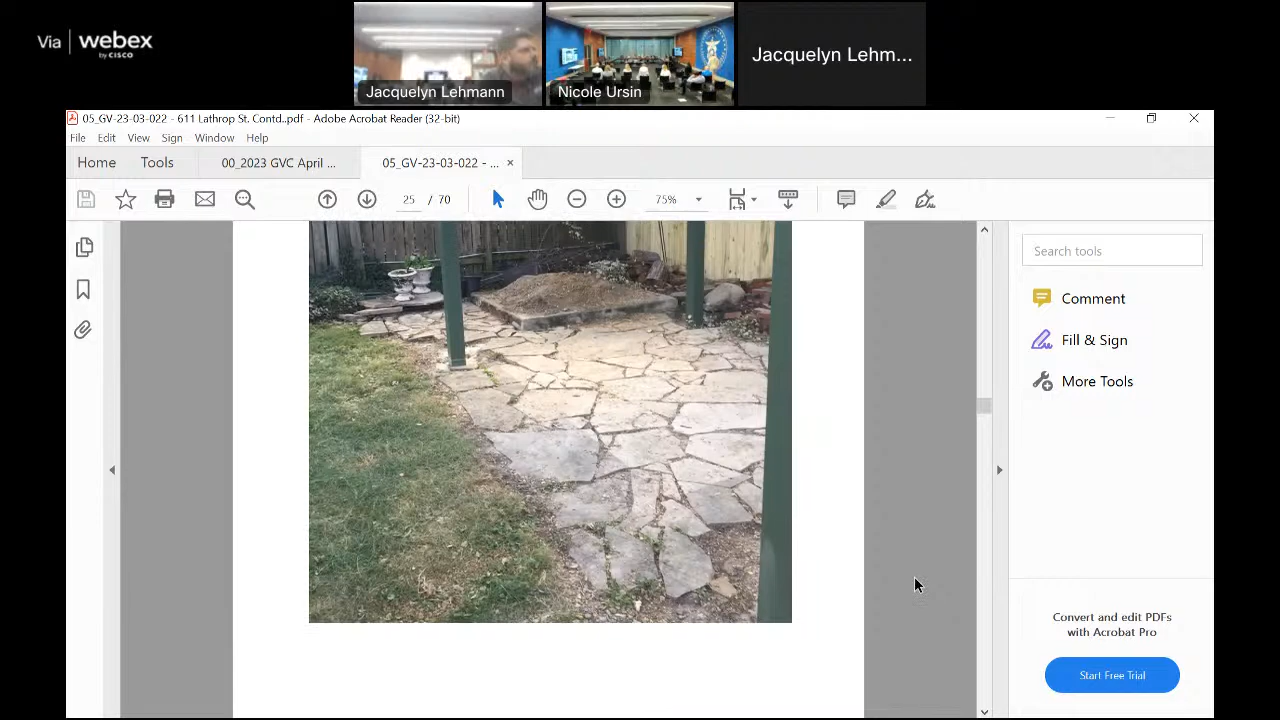 Via webex
by CISCO
Jacquelyn Lehmann
Nicole Ursin
Jacquelyn Lehm...
05_GV-23-03-022 - 611 Lathrop St. Contd..pdf - Adobe Acrobat Reader (32-bit)
File Edit View Sign Window Help
Home Tools 00_2023 GVC April ... 05_GV-23-03-022 - ... ×
25 / 70 75%
Search tools
Comment
Fill & Sign
More Tools
Convert and edit PDFs
with Acrobat Pro
Start Free Trial